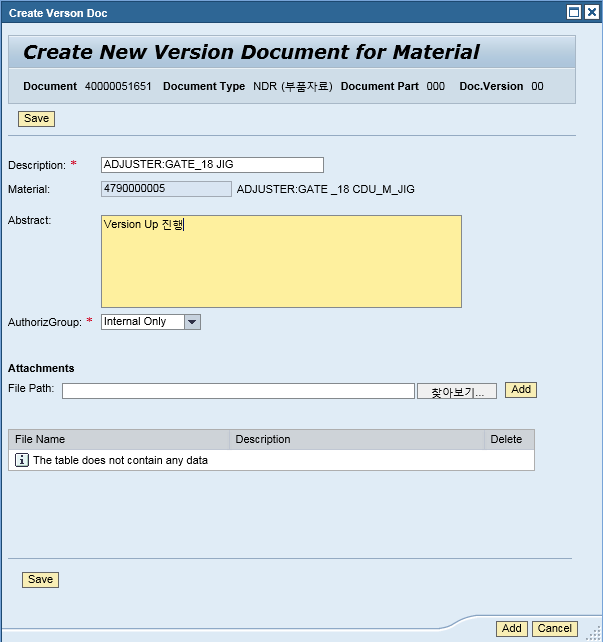 Create Verson Doc
Create New Version Document for Material
Document 40000051651 Document Type NDR (부품자료) Document Part 000 Doc.Version 00
Save
Description: * ADJUSTER:GATE_18 JIG
Material: 4790000005 ADJUSTER:GATE _18 CDU_M_JIG
Abstract: Version Up 진행
AuthorizGroup: * Internal Only
Attachments
File Path: 찾아보기... Add
File Name Description Delete
The table does not contain any data
Save
Add Cancel